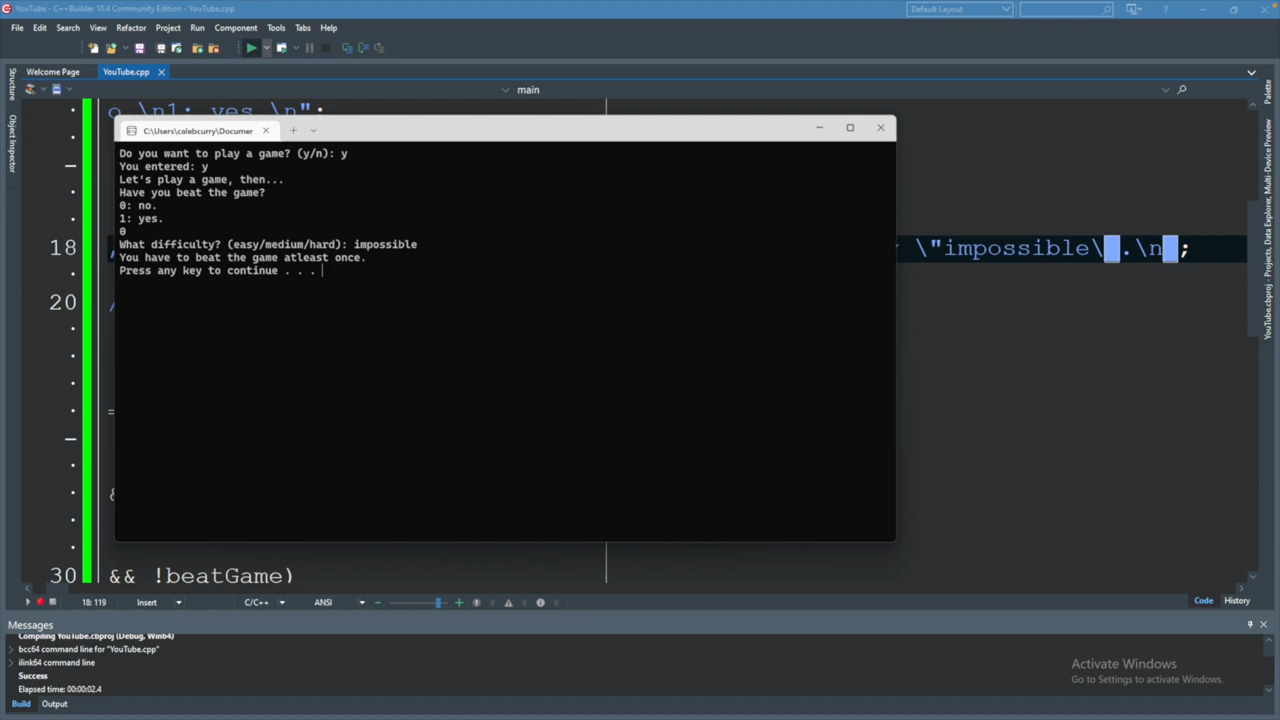 YouTube - C++Builder 10.4 Community Edition - YouTube.cpp
Default Layout
File Edit Search View Refactor Project Run Component Tools Tabs Help
Welcome Page YouTube.cpp
main
Structure
Object Inspector
Palette
Data Explorer, Multi-Device Preview
YouTube.cbproj - Projects,
o \n1: yes \n";
C:\Users\calebcurry\Documer
Do you want to play a game? (y/n): y
You entered: y
Let's play a game, then...
Have you beat the game?
0: no.
1: yes.
0
What difficulty? (easy/medium/hard): impossible
You have to beat the game atleast once.
Press any key to continue . . .
18
\"impossible\".\n";
20
30
&& !beatGame)
18: 119 Insert C/C++ ANSI
Code History
Messages
Compiling YouTube.cbproj (Debug, Win64)
bcc64 command line for "YouTube.cpp"
ilink64 command line
Success
Elapsed time: 00:00:02.4
Build Output
Activate Windows
Go to Settings to activate Windows.